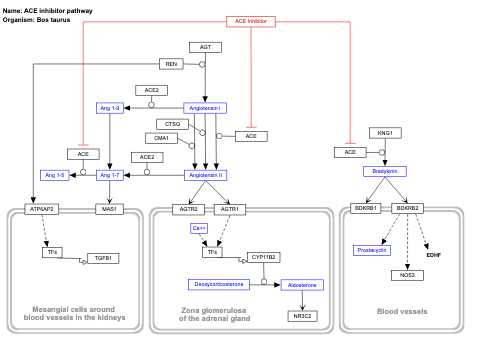 Name: ACE inhibitor pathway
Organism: Bos taurus
ACE Inhibitor
AGT
REN
ACE2
Ang 1-9
Angiotensin I
CTSG
CMA1
ACE
KNG1
ACE
ACE2
ACE
Bradykinin
Ang 1-5
Ang 1-7
Angiotensin II
ATP6AP2
MAS1
AGTR2
AGTR1
BDKRB1
BDKRB2
Ca++
TFs
TGFB1
TFs
CYP11B2
Prostacyclin
EDHF
NOS3
Deoxycorticosterone
Aldosterone
NR3C2
Mesangial cells around
blood vessels in the kidneys
Zona glomerulosa
of the adrenal gland
Blood vessels